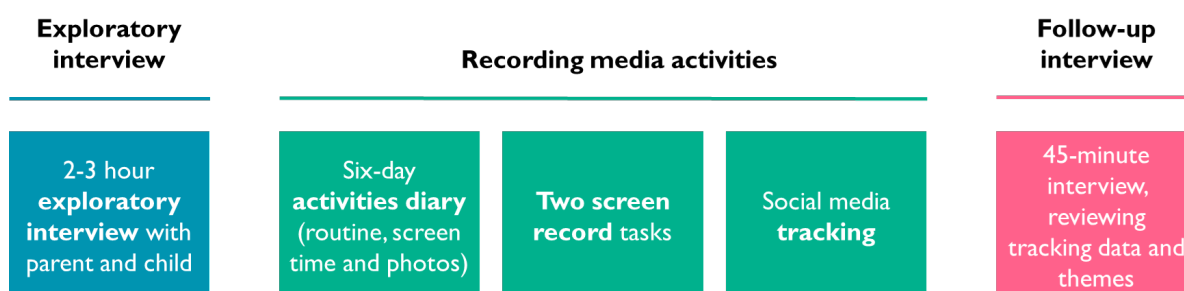 Exploratory
interview
Recording media activities
Follow-up
interview
2-3 hour
exploratory
interview with
parent and child
Six-day
activities diary
(routine, screen
time and photos)
Two screen
record tasks
Social media
tracking
45-minute
interview,
reviewing
tracking data and
themes